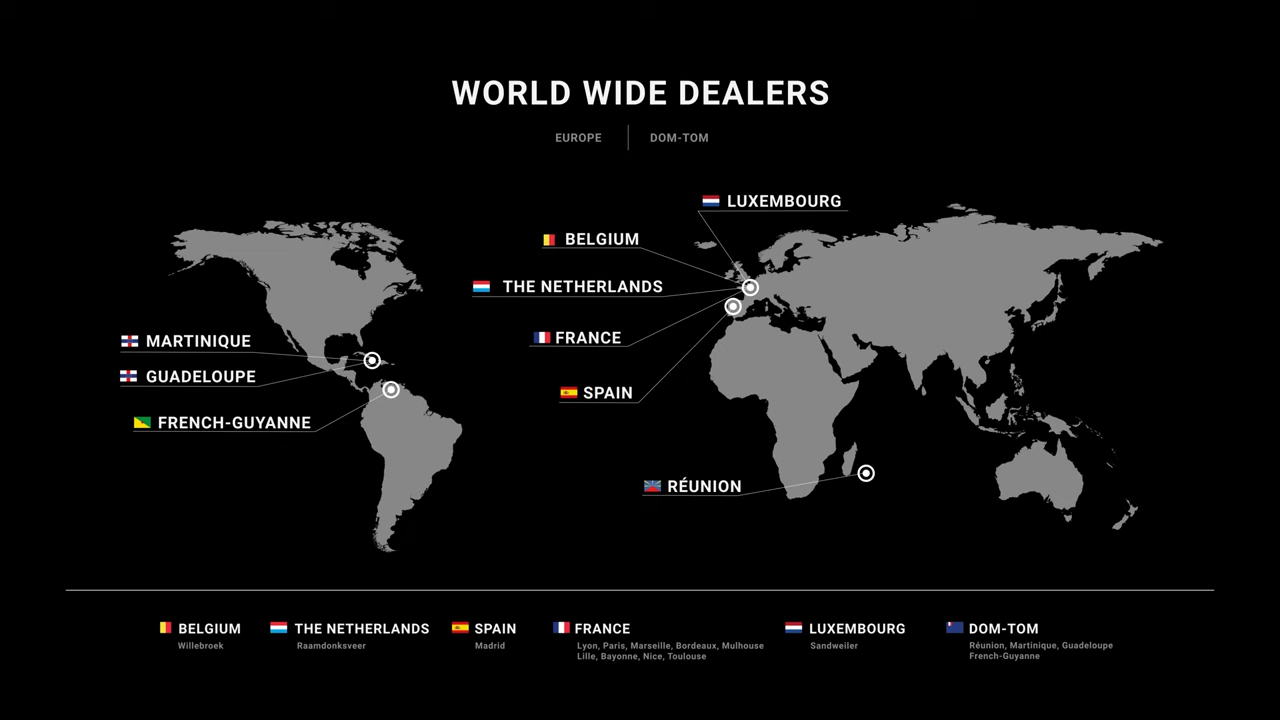 WORLD WIDE DEALERS
EUROPE
DOM-TOM
LUXEMBOURG
BELGIUM
THE NETHERLANDS
FRANCE
SPAIN
MARTINIQUE
GUADELOUPE
FRENCH-GUYANNE
RÉUNION
BELGIUM
Willebroek
THE NETHERLANDS
Raamdonksveer
SPAIN
Madrid
FRANCE
Lyon, Paris, Marseille, Bordeaux, Mulhouse
Lille, Bayonne, Nice, Toulouse
LUXEMBOURG
Sandweiler
DOM-TOM
Réunion, Martinique, Guadeloupe
French-Guyanne